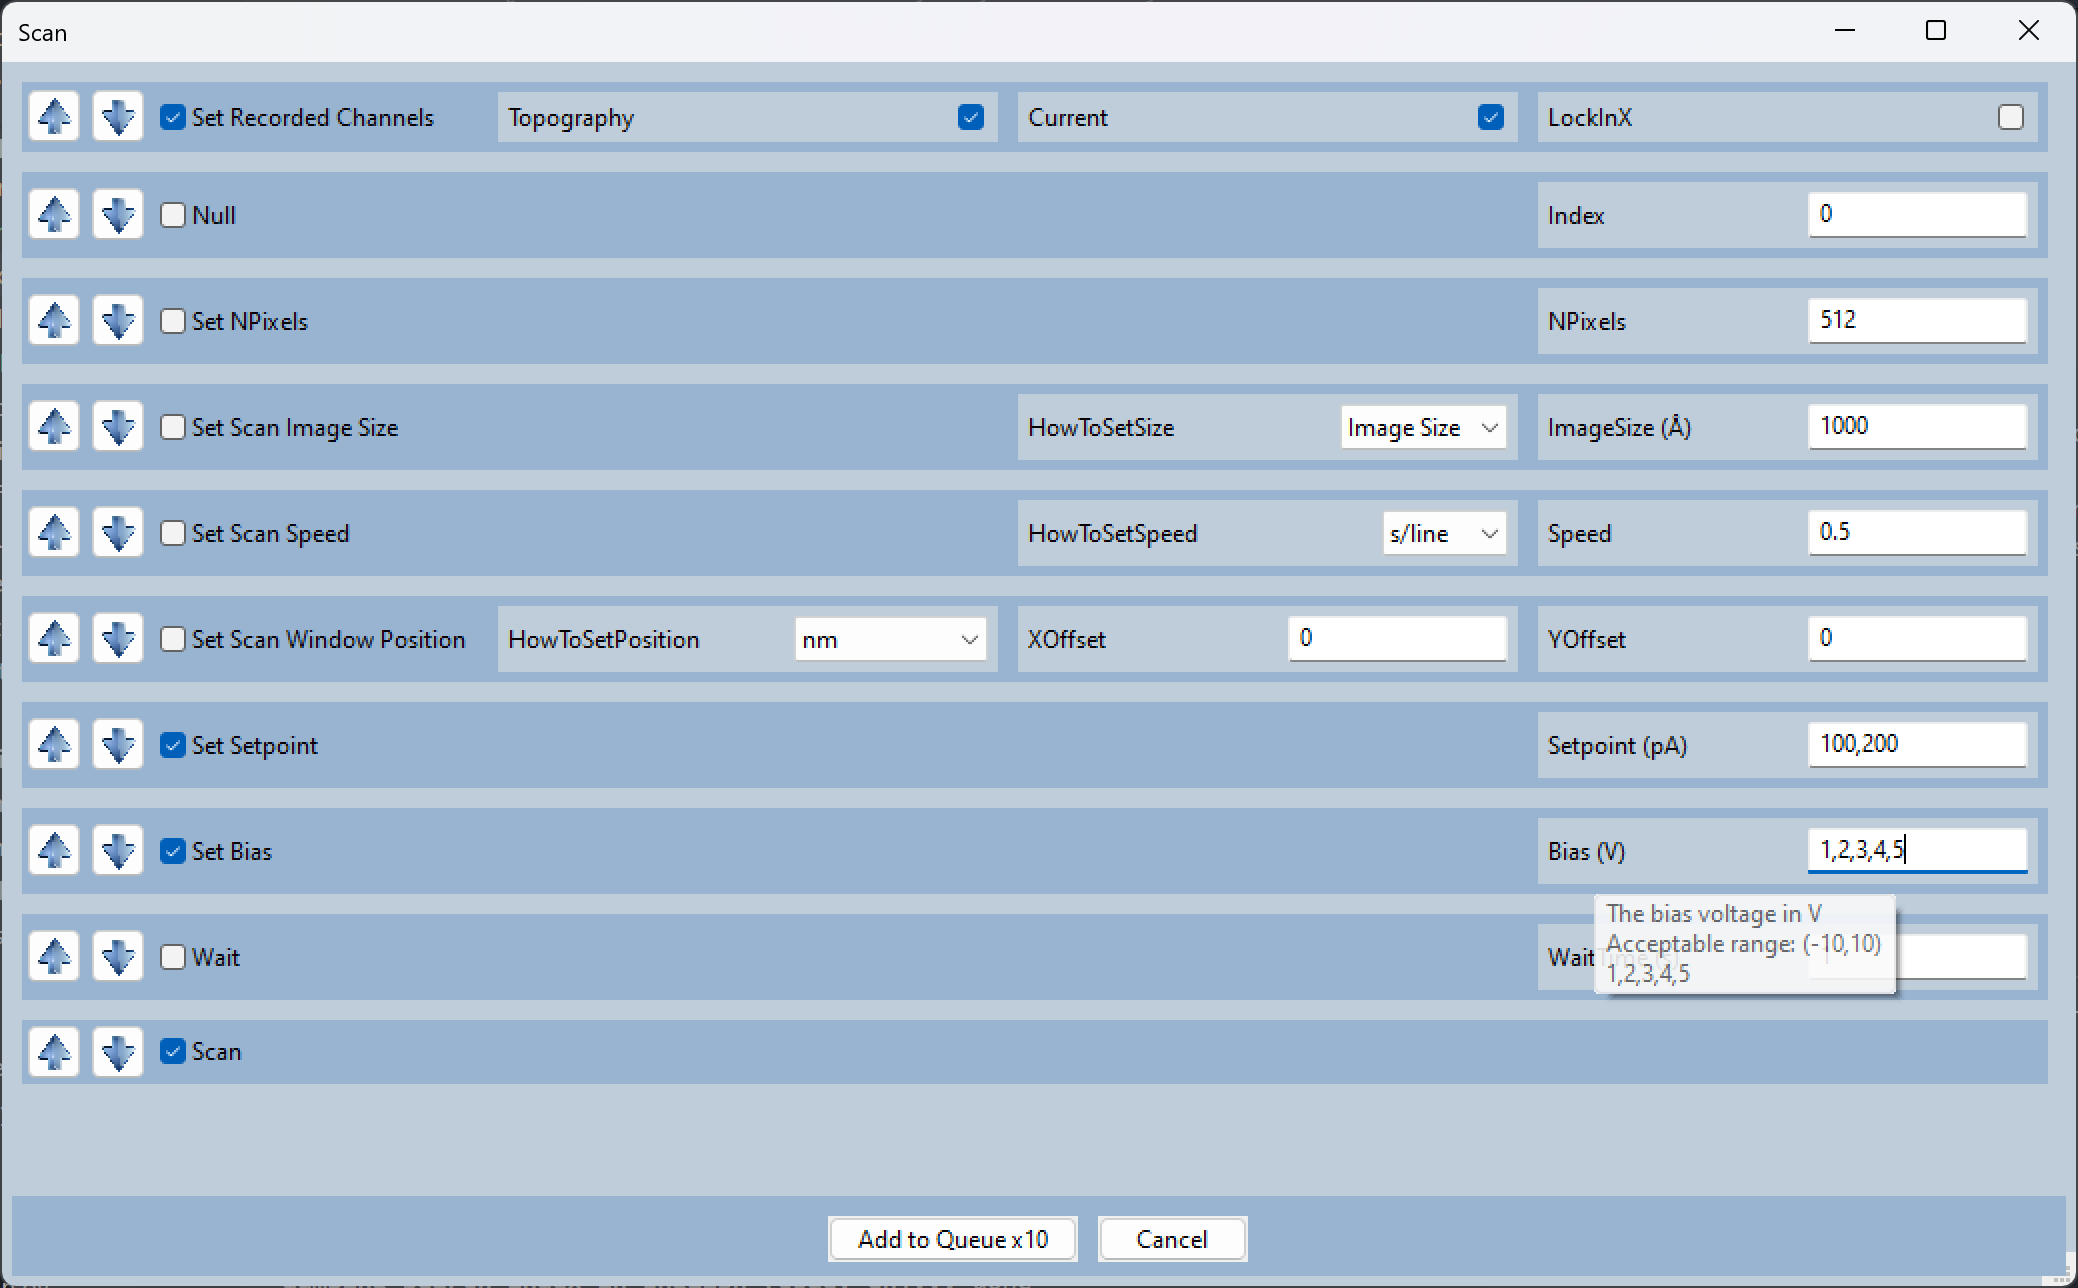 Scan
Set Recorded Channels Topography Current LockInX
Null Index 0
Set NPixels NPixels 512
Set Scan Image Size HowToSetSize Image Size ImageSize (Å) 1000
Set Scan Speed HowToSetSpeed s/line Speed 0.5
Set Scan Window Position HowToSetPosition nm XOffset 0 YOffset 0
Set Setpoint Setpoint (pA) 100,200
Set Bias Bias (V) 1,2,3,4,5
The bias voltage in V
Acceptable range: (-10,10)
1,2,3,4,5
Wait WaitTime (s)
Scan
Add to Queue x10 Cancel